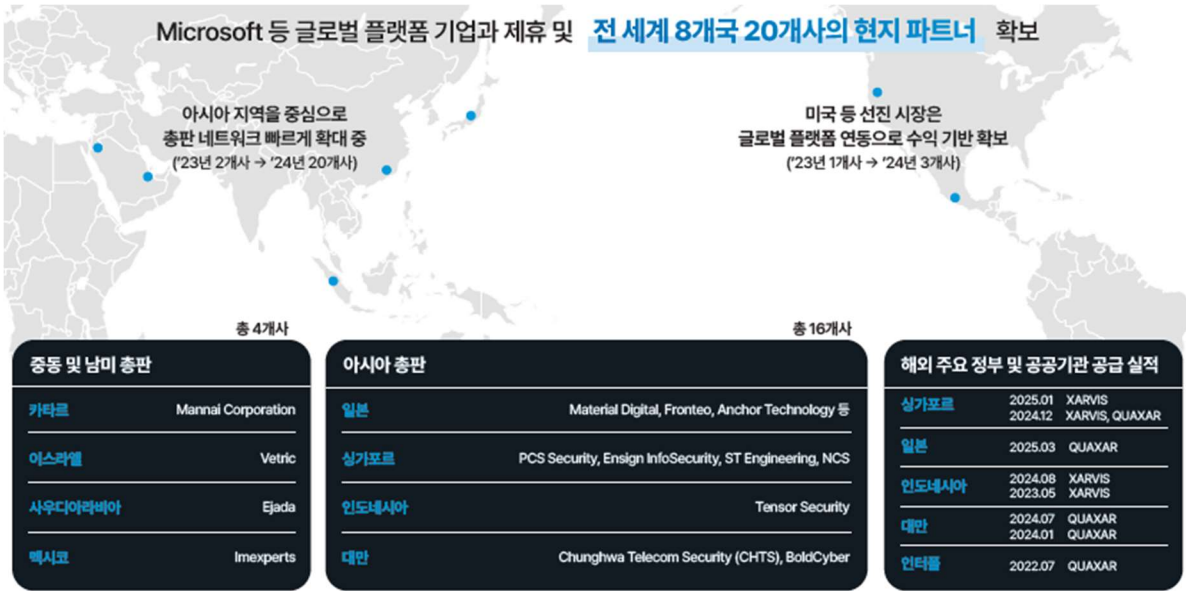 Microsoft 등 글로벌 플랫폼 기업과 제휴 및 전 세계 8개국 20개사의 현지 파트너 확보
아시아 지역을 중심으로
총판 네트워크 빠르게 확대 중
('23년 2개사 → '24년 20개사)
미국 등 선진 시장은
글로벌 플랫폼 연동으로 수익 기반 확보
('23년 1개사 → '24년 3개사)
총 4개사
중동 및 남미 총판
카타르 Mannai Corporation
이스라엘 Vetric
사우디아라비아 Ejada
멕시코 Imexperts
총 16개사
아시아 총판
일본 Material Digital, Fronteo, Anchor Technology 등
싱가포르 PCS Security, Ensign InfoSecurity, ST Engineering, NCS
인도네시아 Tensor Security
대만 Chunghwa Telecom Security (CHTS), BoldCyber
해외 주요 정부 및 공공기관 공급 실적
싱가포르 2025.01 XARVIS
2024.12 XARVIS, QUAXAR
일본 2025.03 QUAXAR
인도네시아 2024.08 XARVIS
2023.05 XARVIS
대만 2024.07 QUAXAR
2024.01 QUAXAR
인터폴 2022.07 QUAXAR